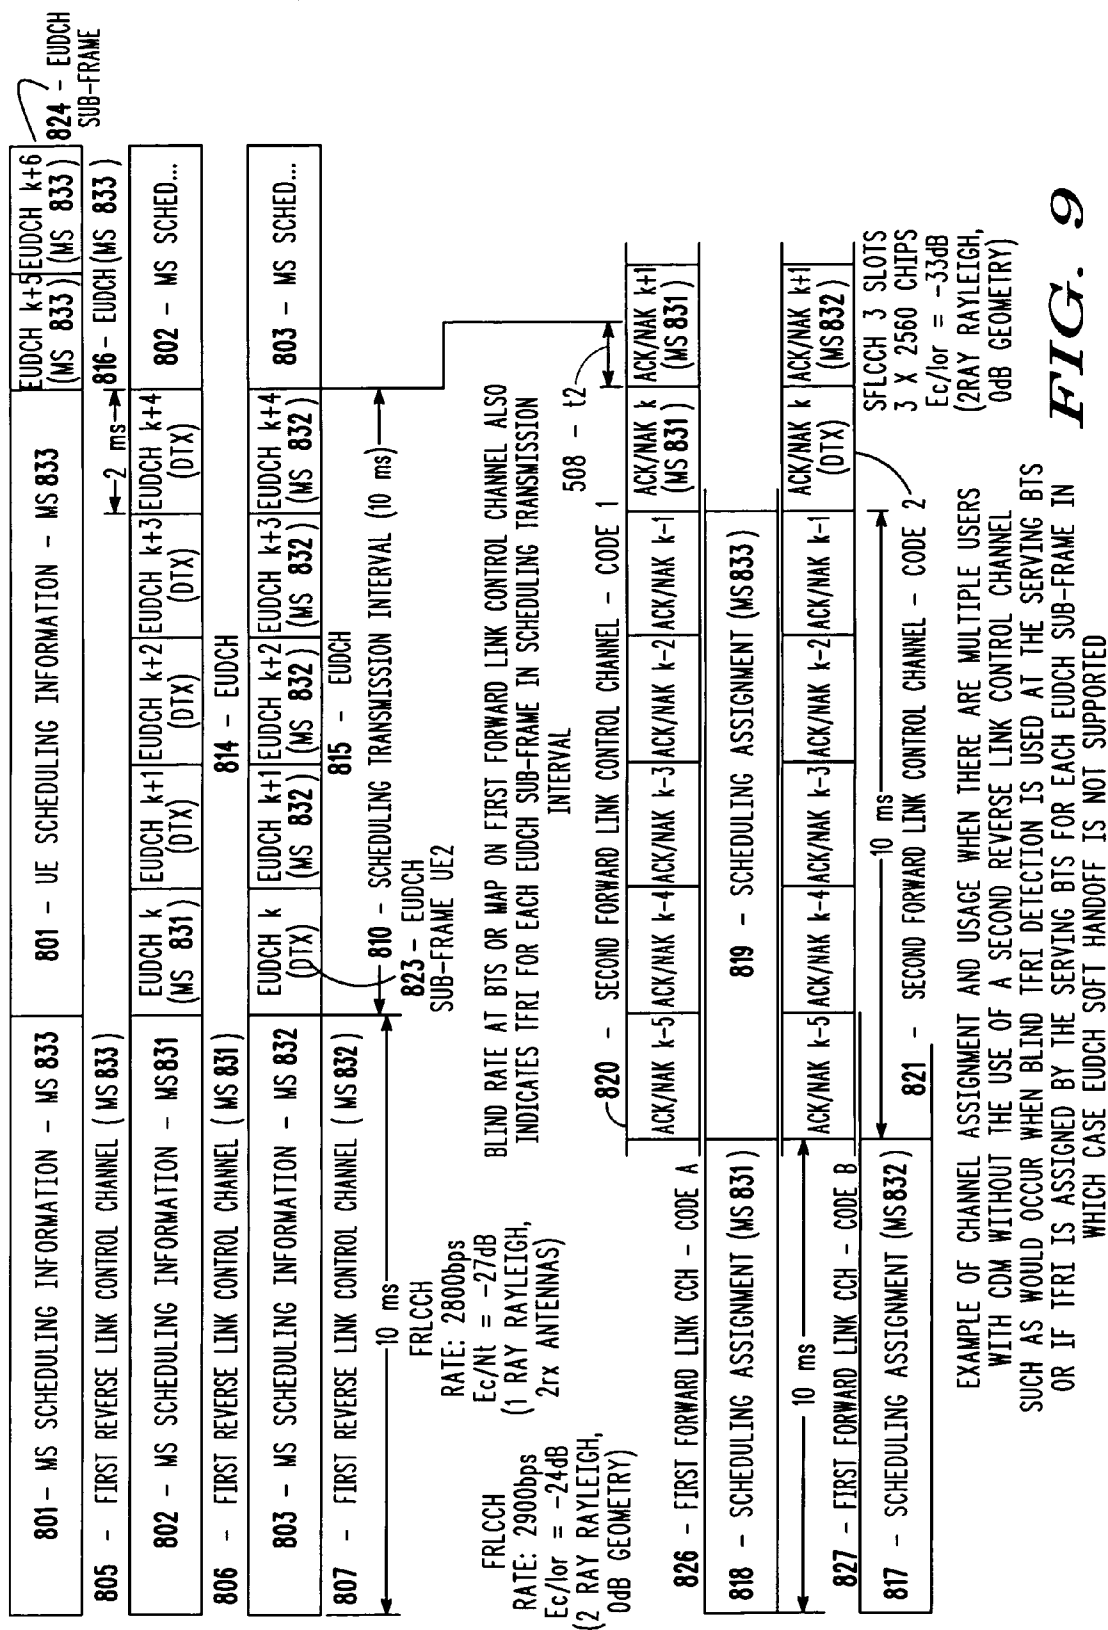 801 - MS SCHEDULING INFORMATION - MS 833
801 - UE SCHEDULING INFORMATION - MS 833
EUDCH k+5
(MS 833)
EUDCH k+6
(MS 833)
824 - EUDCH
SUB-FRAME
805 - FIRST REVERSE LINK CONTROL CHANNEL (MS 833)
2 ms
816 - EUDCH (MS 833)
802 - MS SCHEDULING INFORMATION - MS 831
EUDCH k
(MS 831)
EUDCH k+1
(DTX)
EUDCH k+2
(DTX)
EUDCH k+3
(DTX)
EUDCH k+4
(DTX)
802 - MS SCHED...
806 - FIRST REVERSE LINK CONTROL CHANNEL (MS 831)
814 - EUDCH
803 - MS SCHEDULING INFORMATION - MS 832
EUDCH k
(DTX)
EUDCH k+1
(MS 832)
EUDCH k+2
(MS 832)
EUDCH k+3
(MS 832)
EUDCH k+4
(MS 832)
803 - MS SCHED...
807 - FIRST REVERSE LINK CONTROL CHANNEL (MS 832)
815 - EUDCH
10 ms
810 - SCHEDULING TRANSMISSION INTERVAL (10 ms)
823 - EUDCH
SUB-FRAME UE2
FRLCCH
RATE: 2800bps
Ec/Nt = -27dB
(1 RAY RAYLEIGH,
2rx ANTENNAS)
BLIND RATE AT BTS OR MAP ON FIRST FORWARD LINK CONTROL CHANNEL ALSO
INDICATES TFRI FOR EACH EUDCH SUB-FRAME IN SCHEDULING TRANSMISSION
INTERVAL
FRLCCH
RATE: 2900bps
Ec/Ior = -24dB
(2 RAY RAYLEIGH,
0dB GEOMETRY)
508 - t2
820 - SECOND FORWARD LINK CONTROL CHANNEL - CODE 1
ACK/NAK k-5
ACK/NAK k-4
ACK/NAK k-3
ACK/NAK k-2
ACK/NAK k-1
ACK/NAK k
(MS 831)
ACK/NAK k+1
(MS 831)
826 - FIRST FORWARD LINK CCH - CODE A
818 - SCHEDULING ASSIGNMENT (MS 831)
819 - SCHEDULING ASSIGNMENT (MS 833)
10 ms
ACK/NAK k-5
ACK/NAK k-4
ACK/NAK k-3
ACK/NAK k-2
ACK/NAK k-1
ACK/NAK k
(DTX)
ACK/NAK k+1
(MS 832)
827 - FIRST FORWARD LINK CCH - CODE B
817 - SCHEDULING ASSIGNMENT (MS 832)
10 ms
821 - SECOND FORWARD LINK CONTROL CHANNEL - CODE 2
SFLCCH 3 SLOTS
3 X 2560 CHIPS
Ec/Ior = -33dB
(2RAY RAYLEIGH,
0dB GEOMETRY)
EXAMPLE OF CHANNEL ASSIGNMENT AND USAGE WHEN THERE ARE MULTIPLE USERS
WITH CDM WITHOUT THE USE OF A SECOND REVERSE LINK CONTROL CHANNEL
SUCH AS WOULD OCCUR WHEN BLIND TFRI DETECTION IS USED AT THE SERVING BTS
OR IF TFRI IS ASSIGNED BY THE SERVING BTS FOR EACH EUDCH SUB-FRAME IN
WHICH CASE EUDCH SOFT HANDOFF IS NOT SUPPORTED
FIG. 9